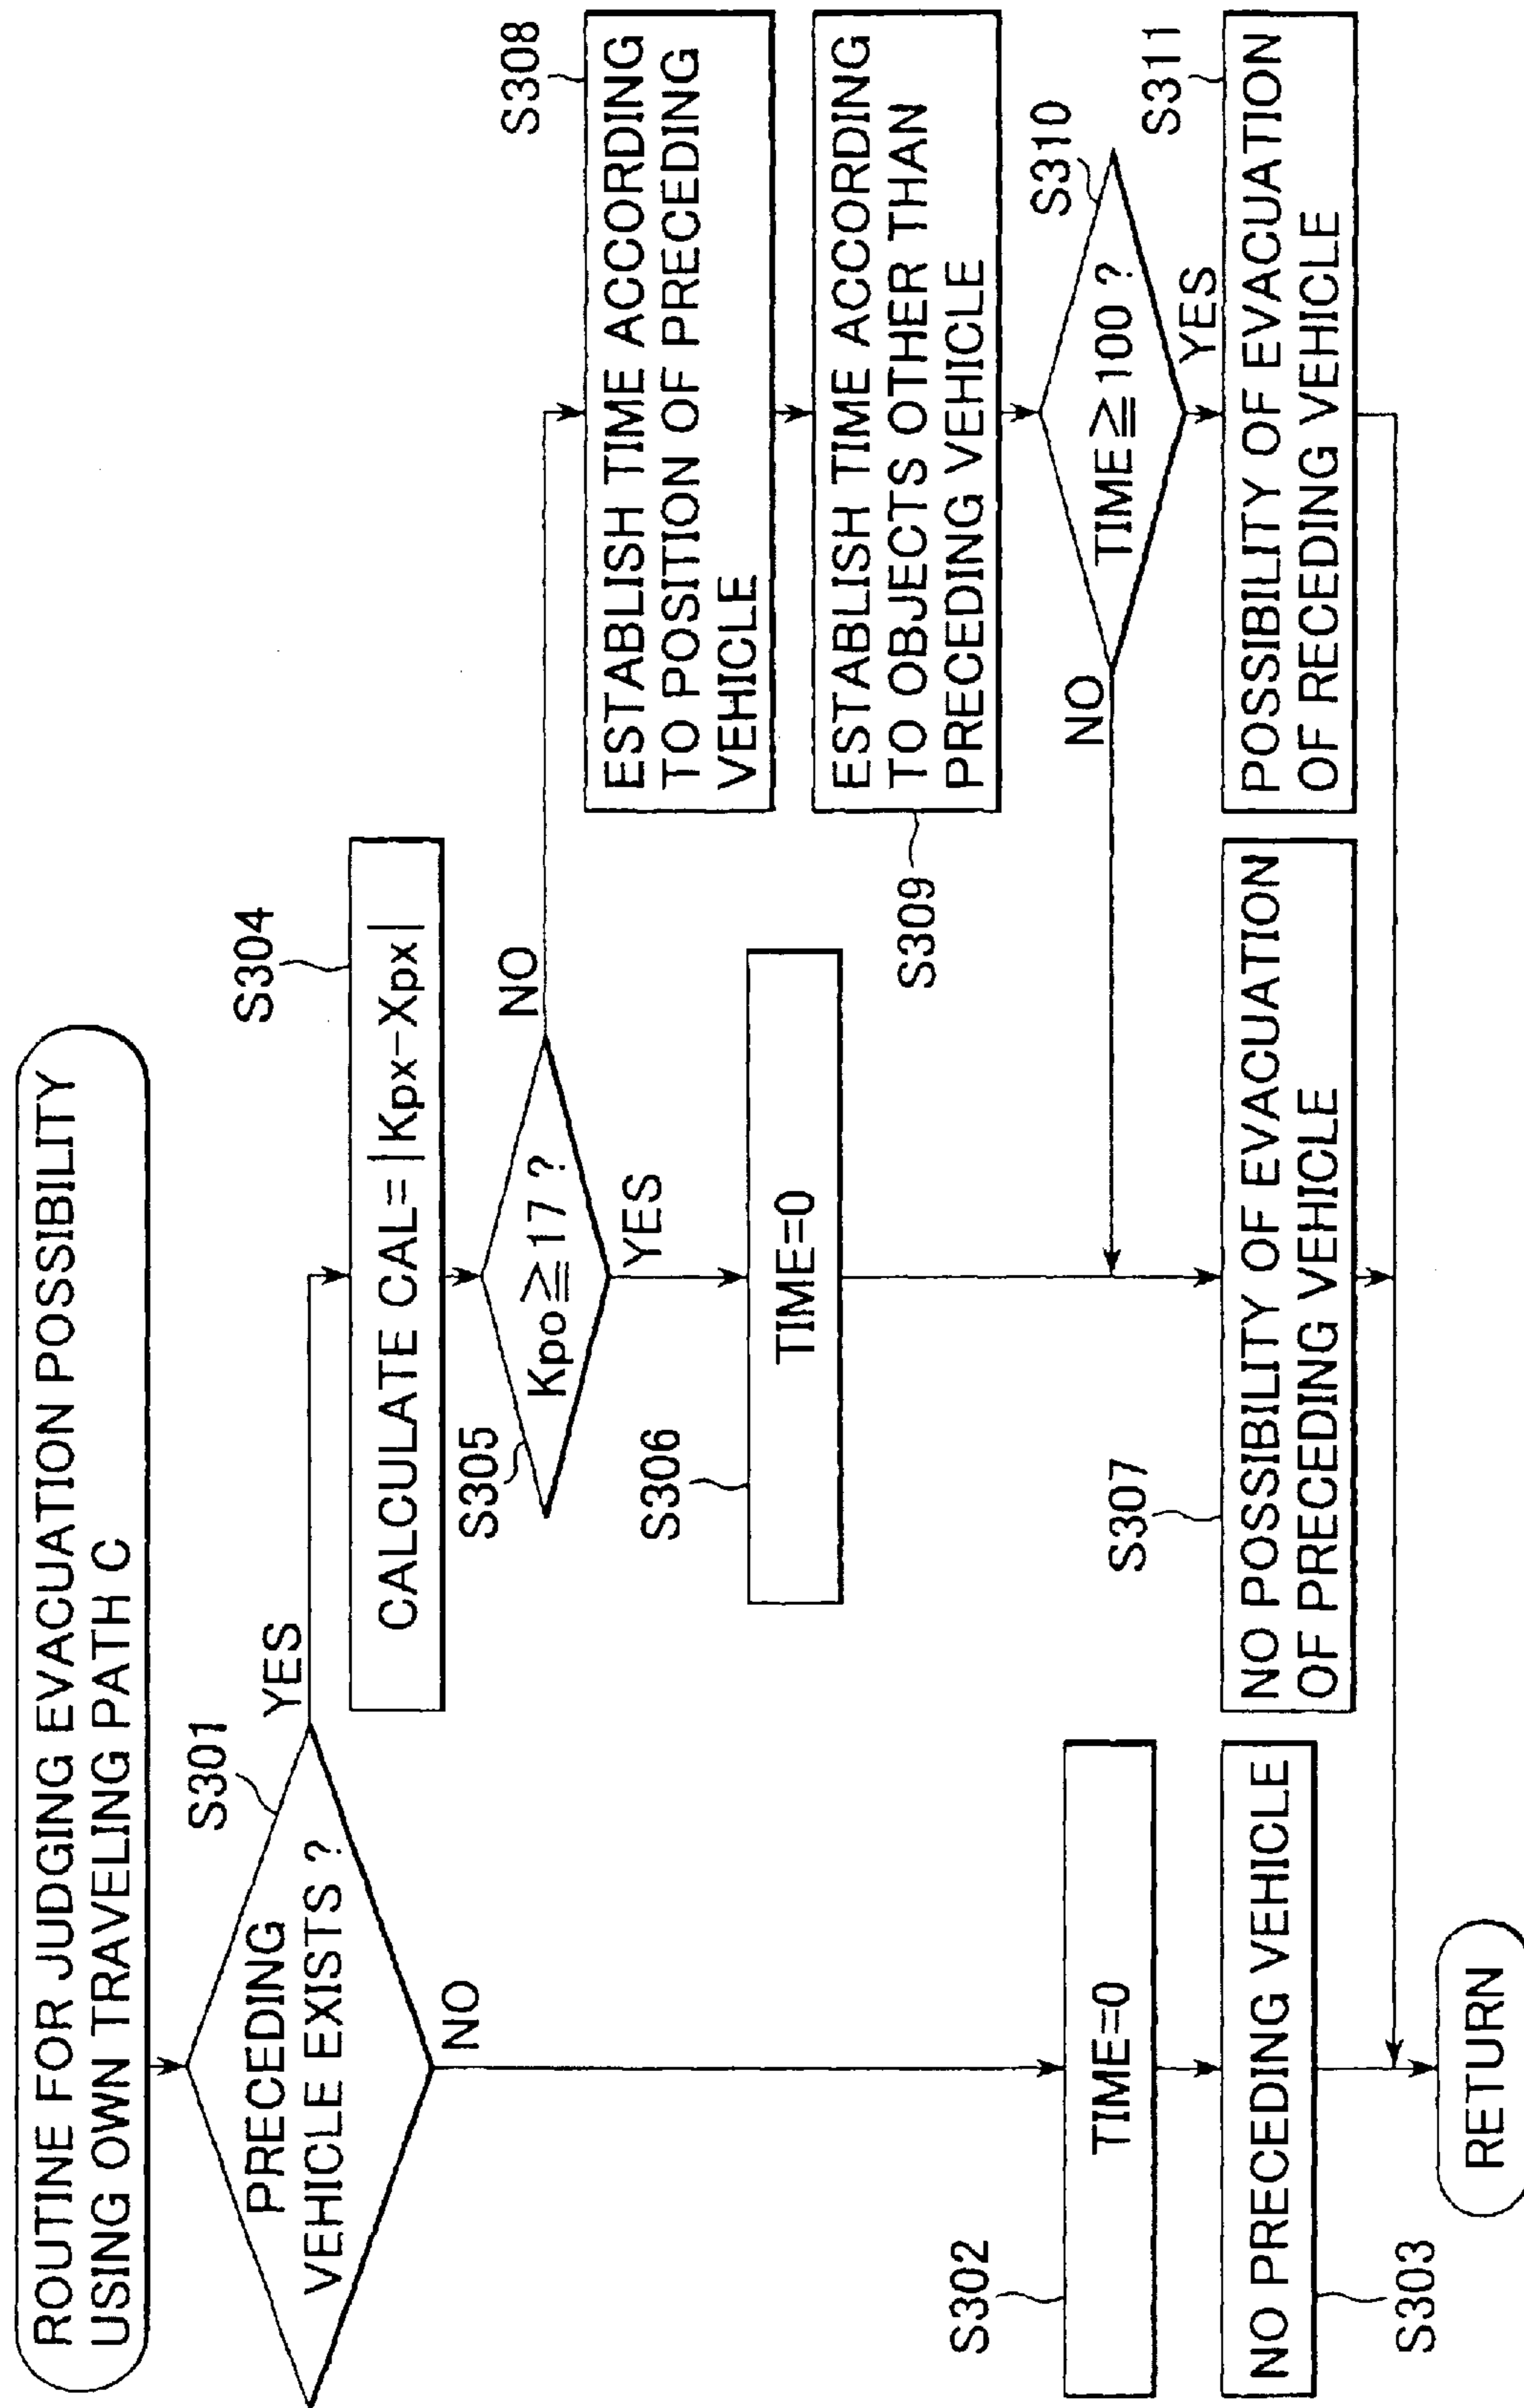 ROUTINE FOR JUDGING EVACUATION POSSIBILITY
USING OWN TRAVELING PATH C
S301
PRECEDING
VEHICLE EXISTS ?
YES
NO
S302
TIME=0
NO PRECEDING VEHICLE
S303
RETURN
S304
CALCULATE CAL=|Kpx-Xpx|
S305
Kpo≧17 ?
NO
YES
S306
TIME=0
S307
NO POSSIBILITY OF EVACUATION
OF PRECEDING VEHICLE
S308
ESTABLISH TIME ACCORDING
TO POSITION OF PRECEDING
VEHICLE
ESTABLISH TIME ACCORDING
TO OBJECTS OTHER THAN
PRECEDING VEHICLE
S309
S310
TIME≧100 ?
NO
YES
S311
POSSIBILITY OF EVACUATION
OF RECEDING VEHICLE